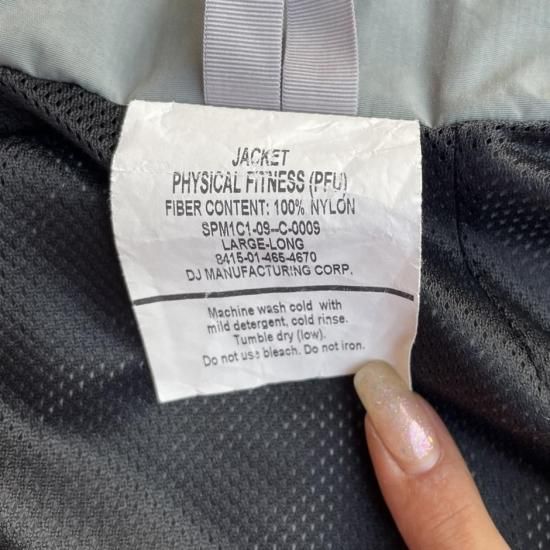 JACKET
PHYSICAL FITNESS (PFU)
FIBER CONTENT: 100% NYLON
SPM1C1-09--C-0009
LARGE-LONG
8415-01-465-4670
DJ MANUFACTURING CORP.
Machine wash cold with
mild detergent, cold rinse.
Tumble dry (low).
Do not use bleach. Do not iron.